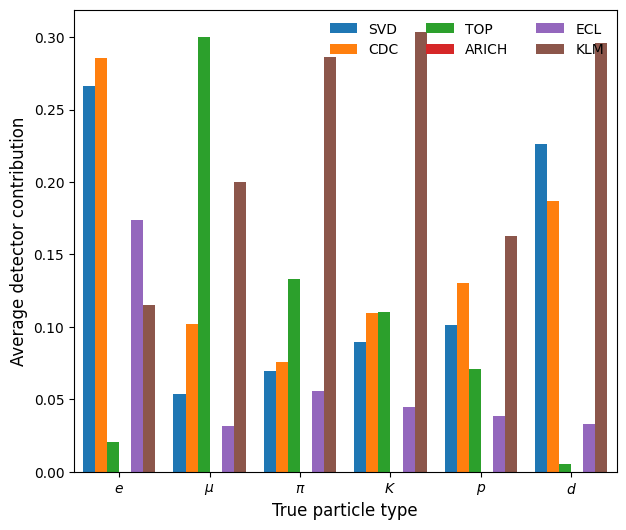 SVD TOP ECL
CDC ARICH KLM
Average detector contribution
0.30
0.25
0.20
0.15
0.10
0.05
0.00
e μ π K p d
True particle type